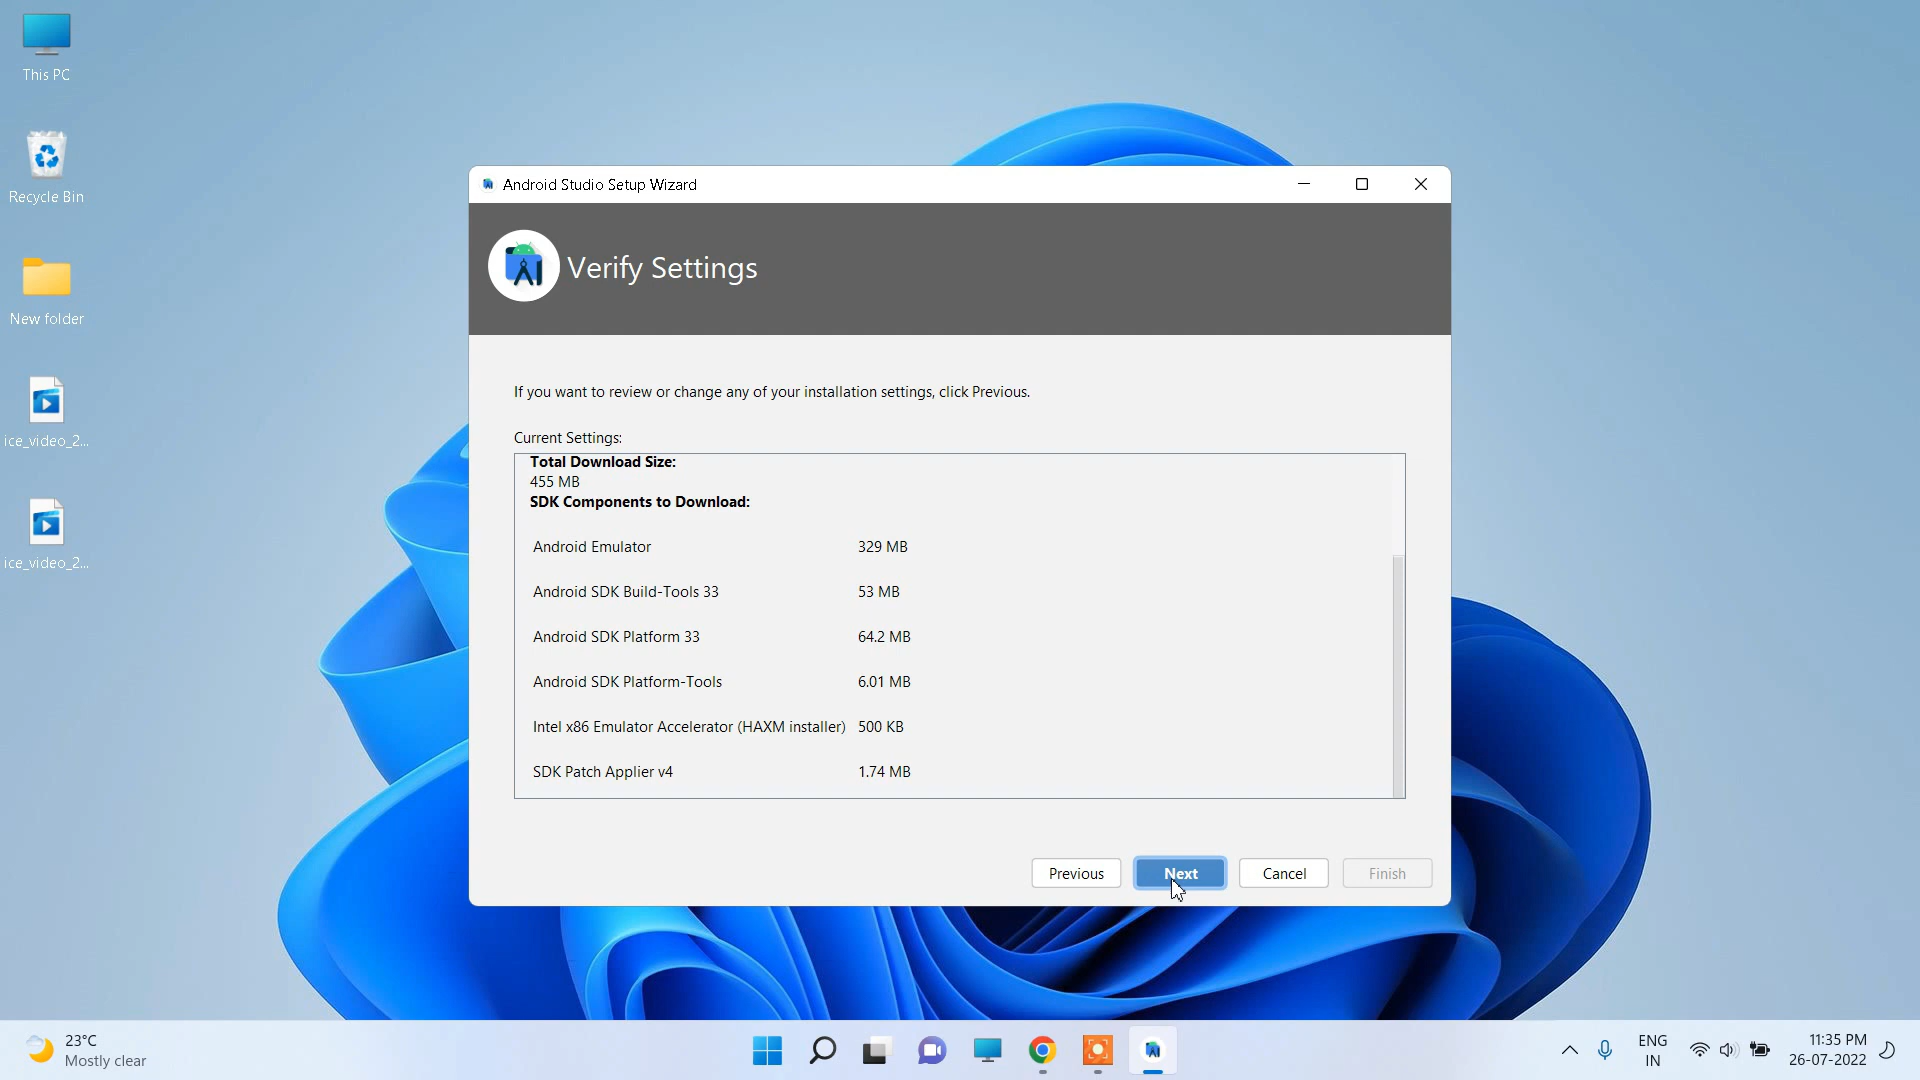 This PC
Recycle Bin
New folder
ice_video_2...
ice_video_2...
Android Studio Setup Wizard
Verify Settings
If you want to review or change any of your installation settings, click Previous.
Current Settings:
Total Download Size:
455 MB
SDK Components to Download:
Android Emulator 329 MB
Android SDK Build-Tools 33 53 MB
Android SDK Platform 33 64.2 MB
Android SDK Platform-Tools 6.01 MB
Intel x86 Emulator Accelerator (HAXM installer) 500 KB
SDK Patch Applier v4 1.74 MB
Previous Next Cancel Finish
23°C
Mostly clear
ENG
IN
11:35 PM
26-07-2022